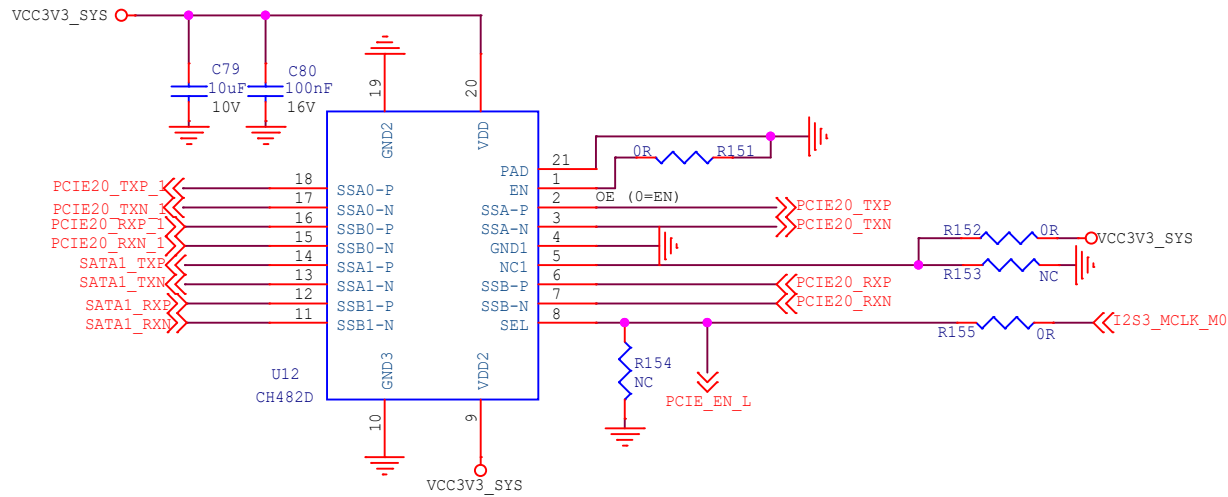 VCC3V3_SYS
C79
10uF
10V
C80
100nF
16V
19
20
GND2
VDD
0R
R151
PAD
21
EN
1
OE (0=EN)
PCIE20_TXP_1
18
SSA0-P
SSA-P
2
PCIE20_TXP
PCIE20_TXN_1
17
SSA0-N
SSA-N
3
PCIE20_TXN
PCIE20_RXP_1
16
SSB0-P
GND1
4
R152
0R
VCC3V3_SYS
PCIE20_RXN_1
15
SSB0-N
NC1
5
R153
NC
SATA1_TXP
14
SSA1-P
SSB-P
6
PCIE20_RXP
SATA1_TXN
13
SSA1-N
SSB-N
7
PCIE20_RXN
SATA1_RXP
12
SSB1-P
SEL
8
SATA1_RXN
11
SSB1-N
R155
0R
I2S3_MCLK_M0
R154
NC
PCIE_EN_L
U12
CH482D
GND3
VDD2
10
9
VCC3V3_SYS